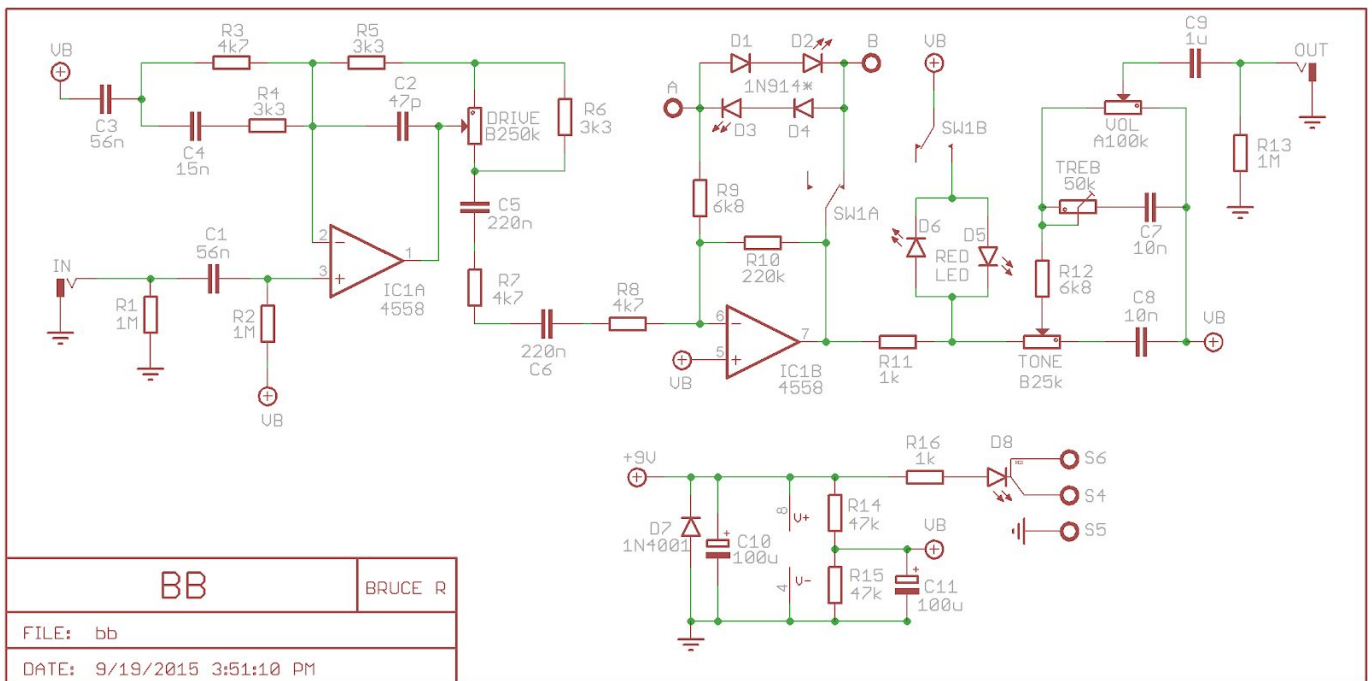 R3
4k7
R5
3k3
VB
C3
56n
C4
15n
R4
3k3
C2
47p
DRIVE
B250k
R6
3k3
C5
220n
IN
R1
1M
C1
56n
R2
1M
VB
2
3
1
IC1A
4558
R7
4k7
220n
C6
R8
4k7
D1
D2
B
A
1N914*
D3
D4
R9
6k8
SW1A
R10
220k
6
5
7
VB
IC1B
4558
R11
1k
VB
SW1B
D6
D5
RED
LED
C9
1u
OUT
VOL
A100k
R13
1M
TREB
50k
C7
10n
R12
6k8
C8
10n
TONE
B25k
VB
+9V
D7
1N4001
C10
100u
8
V+
4
V-
R14
47k
VB
R15
47k
C11
100u
R16
1k
D8
S6
S4
S5
BB
BRUCE R
FILE: bb
DATE: 9/19/2015 3:51:10 PM